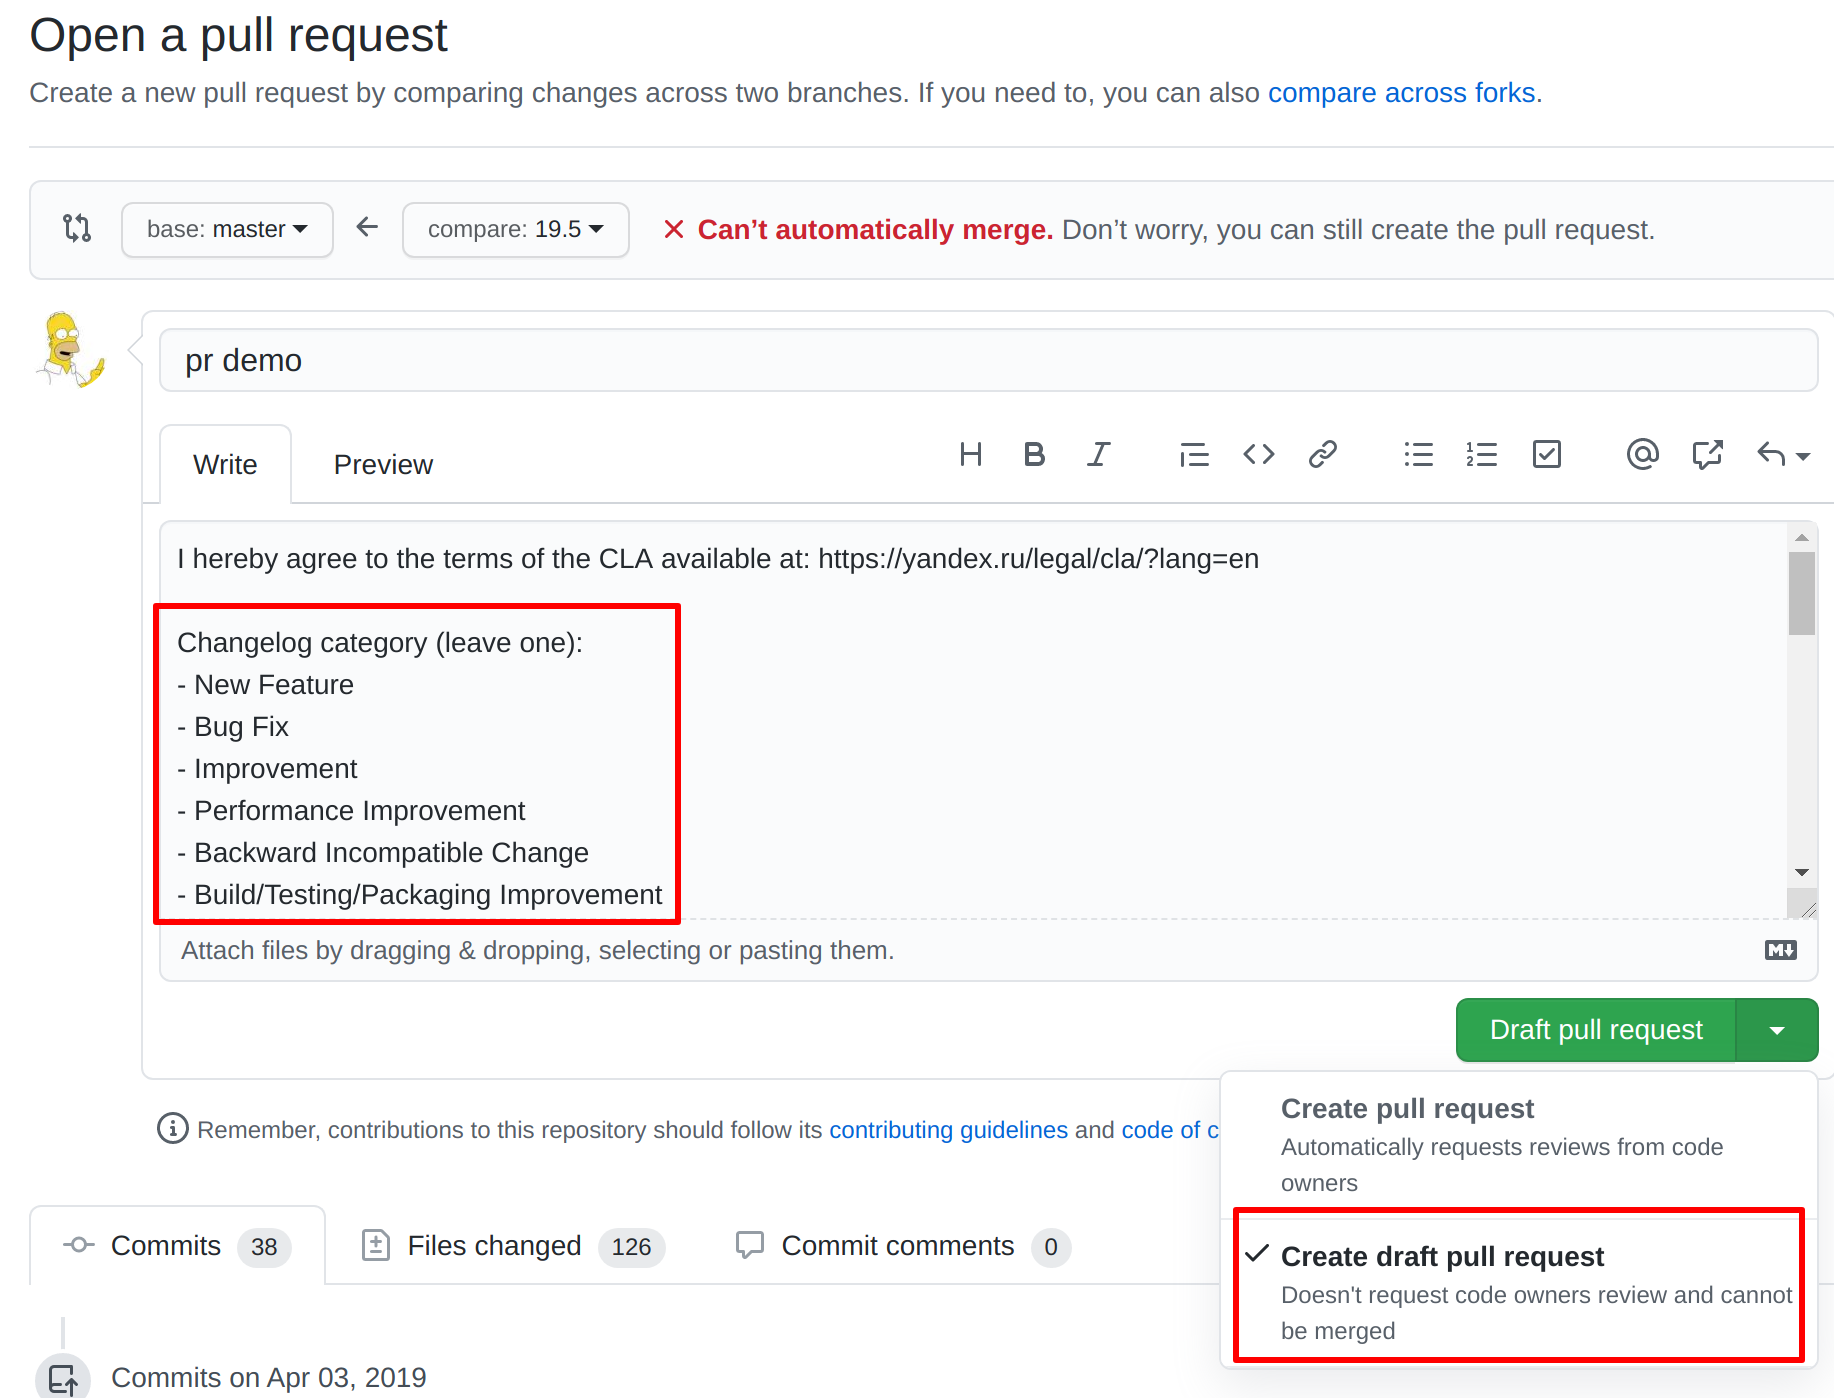 Open a pull request
Create a new pull request by comparing changes across two branches. If you need to, you can also compare across forks.
base: master
compare: 19.5
Can’t automatically merge. Don’t worry, you can still create the pull request.
pr demo
Write
Preview
I hereby agree to the terms of the CLA available at: https://yandex.ru/legal/cla/?lang=en
Changelog category (leave one):
- New Feature
- Bug Fix
- Improvement
- Performance Improvement
- Backward Incompatible Change
- Build/Testing/Packaging Improvement
Attach files by dragging & dropping, selecting or pasting them.
Draft pull request
Create pull request
Automatically requests reviews from code
owners
Create draft pull request
Doesn't request code owners review and cannot
be merged
Remember, contributions to this repository should follow its contributing guidelines and code of c
Commits 38
Files changed 126
Commit comments 0
Commits on Apr 03, 2019